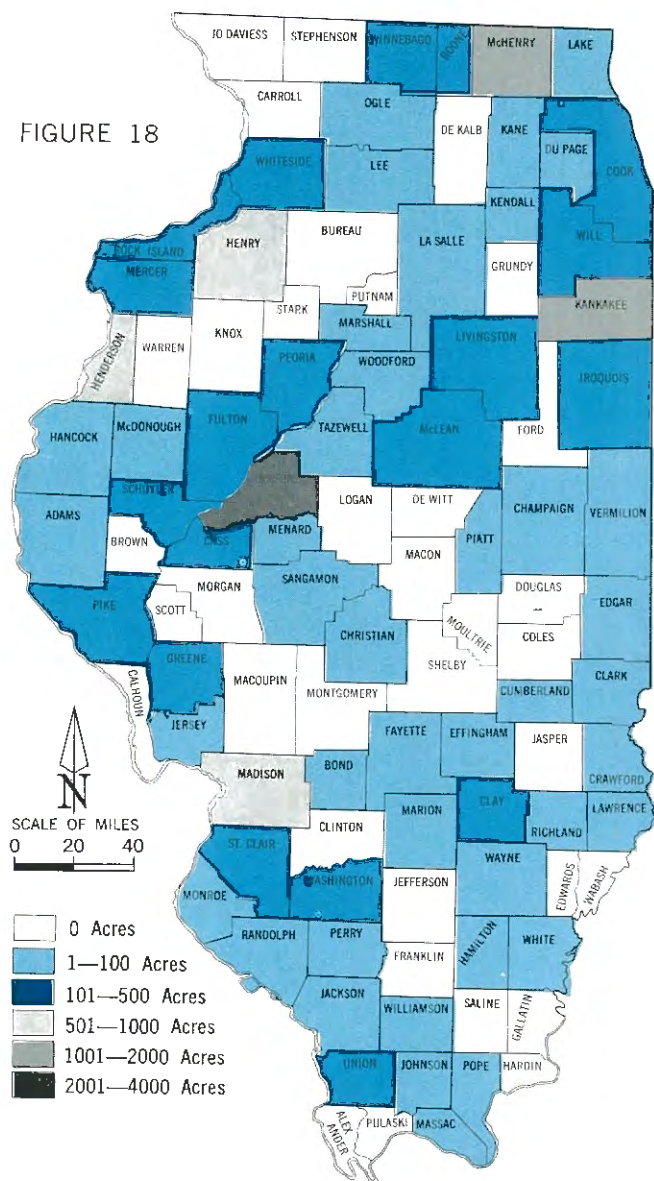 JO DAVIESS
STEPHENSON
WINNEBAGO
BOONE
McHENRY
LAKE
CARROLL
OGLE
DE KALB
KANE
DU PAGE
COOK
FIGURE 18
WHITESIDE
LEE
KENDALL
WILL
ROCK ISLAND
HENRY
BUREAU
LA SALLE
GRUNDY
MERCER
PUTNAM
KANKAKEE
STARK
KNOX
MARSHALL
HENDERSON
WARREN
PEORIA
WOODFORD
LIVINGSTON
IROQUOIS
FULTON
TAZEWELL
McLEAN
FORD
HANCOCK
McDONOUGH
SCHUYLER
LOGAN
DE WITT
CHAMPAIGN
VERMILION
ADAMS
BROWN
CASS
MENARD
PIATT
MACON
MORGAN
SANGAMON
DOUGLAS
EDGAR
PIKE
SCOTT
CHRISTIAN
MOULTRIE
COLES
GREENE
MACOUPIN
SHELBY
CALHOUN
MONTGOMERY
CUMBERLAND
CLARK
JERSEY
FAYETTE
EFFINGHAM
JASPER
CRAWFORD
MADISON
BOND
CLAY
RICHLAND
LAWRENCE
N
SCALE OF MILES
0 20 40
CLINTON
MARION
ST. CLAIR
WASHINGTON
WAYNE
EDWARDS
WABASH
MONROE
JEFFERSON
RANDOLPH
PERRY
HAMILTON
WHITE
FRANKLIN
JACKSON
WILLIAMSON
SALINE
GALLATIN
UNION
JOHNSON
POPE
HARDIN
ALEX
ANDER
PULASKI
MASSAC
0 Acres
1—100 Acres
101—500 Acres
501—1000 Acres
1001—2000 Acres
2001—4000 Acres